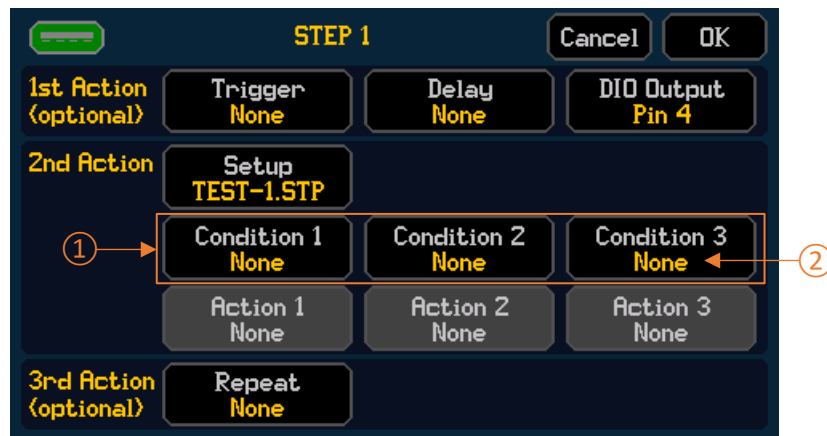 STEP 1
Cancel
OK
1st Action
(optional)
Trigger
None
Delay
None
DIO Output
Pin 4
2nd Action
Setup
TEST-1.STP
1
Condition 1
None
Condition 2
None
Condition 3
None
2
Action 1
None
Action 2
None
Action 3
None
3rd Action
(optional)
Repeat
None